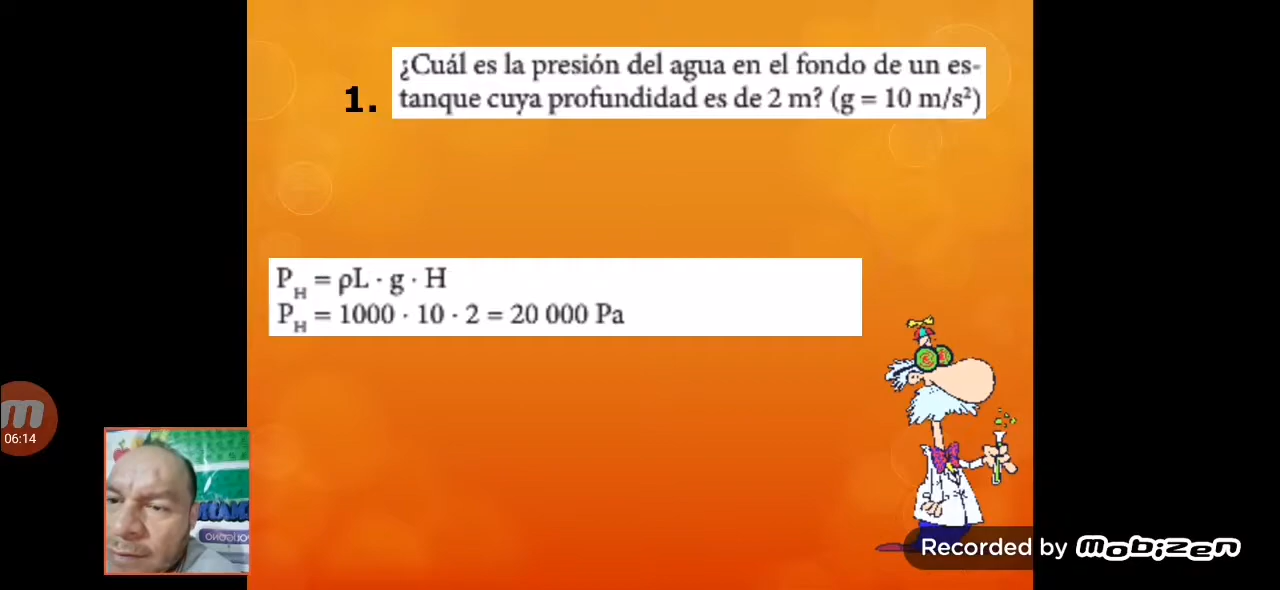 ¿Cuál es la presión del agua en el fondo de un es-
1. tanque cuya profundidad es de 2 m? (g = 10 m/s²)
P_H = ρL · g · H
P_H = 1000 · 10 · 2 = 20 000 Pa
06:14
Recorded by mobizen